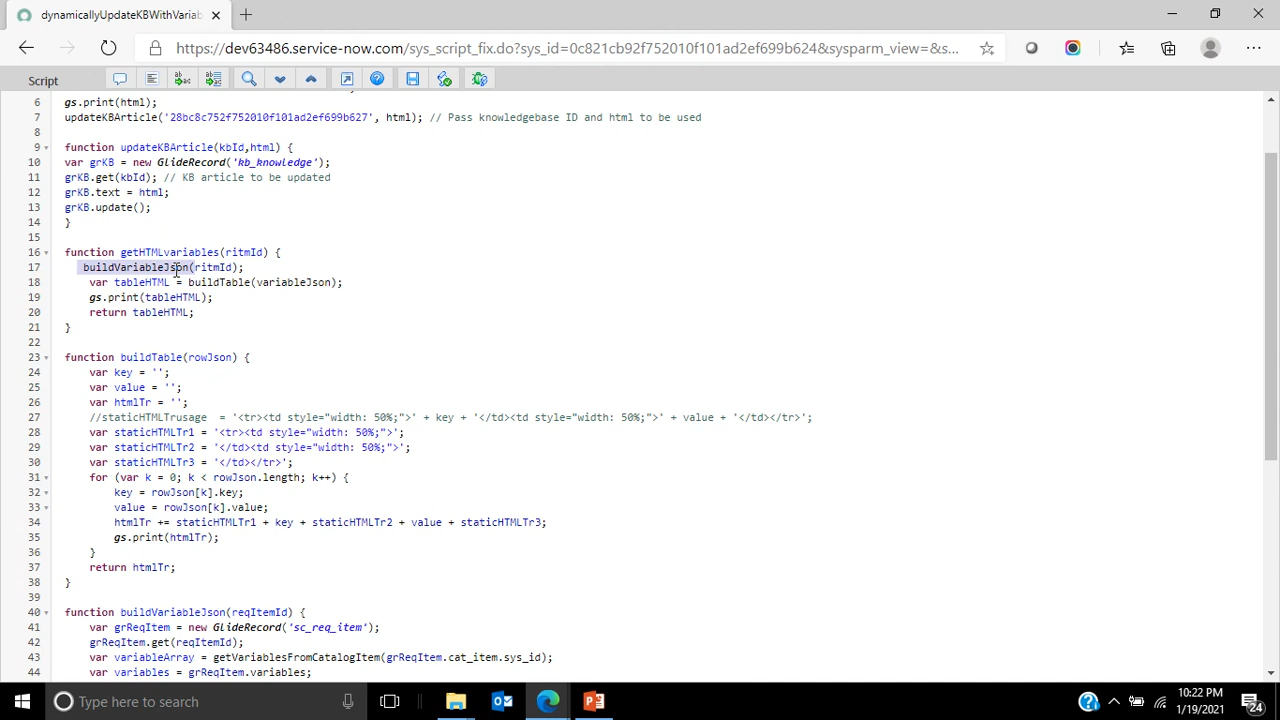 dynamicallyUpdateKBWithVariab
https://dev63486.service-now.com/sys_script_fix.do?sys_id=0c821cb92f752010f101ad2ef699b624&sysparm_view=&s...
Script
6 gs.print(html);
7 updateKBArticle('28bc8c752f752010f101ad2ef699b627', html); // Pass knowledgebase ID and html to be used
8
9 function updateKBArticle(kbId,html) {
10 var grKB = new GlideRecord('kb_knowledge');
11 grKB.get(kbId); // KB article to be updated
12 grKB.text = html;
13 grKB.update();
14 }
15
16 function getHTMLvariables(ritmId) {
17 buildVariableJson(ritmId);
18 var tableHTML = buildTable(variableJson);
19 gs.print(tableHTML);
20 return tableHTML;
21 }
22
23 function buildTable(rowJson) {
24 var key = '';
25 var value = '';
26 var htmlTr = '';
27 //staticHTMLTrusage = '<tr><td style="width: 50%;">' + key + '</td><td style="width: 50%;">' + value + '</td></tr>';
28 var staticHTMLTr1 = '<tr><td style="width: 50%;">';
29 var staticHTMLTr2 = '</td><td style="width: 50%;">';
30 var staticHTMLTr3 = '</td></tr>';
31 for (var k = 0; k < rowJson.length; k++) {
32 key = rowJson[k].key;
33 value = rowJson[k].value;
34 htmlTr += staticHTMLTr1 + key + staticHTMLTr2 + value + staticHTMLTr3;
35 gs.print(htmlTr);
36 }
37 return htmlTr;
38 }
39
40 function buildVariableJson(reqItemId) {
41 var grReqItem = new GlideRecord('sc_req_item');
42 grReqItem.get(reqItemId);
43 var variableArray = getVariablesFromCatalogItem(grReqItem.cat_item.sys_id);
44 var variables = grReqItem.variables;
Type here to search
10:22 PM
1/19/2021
24